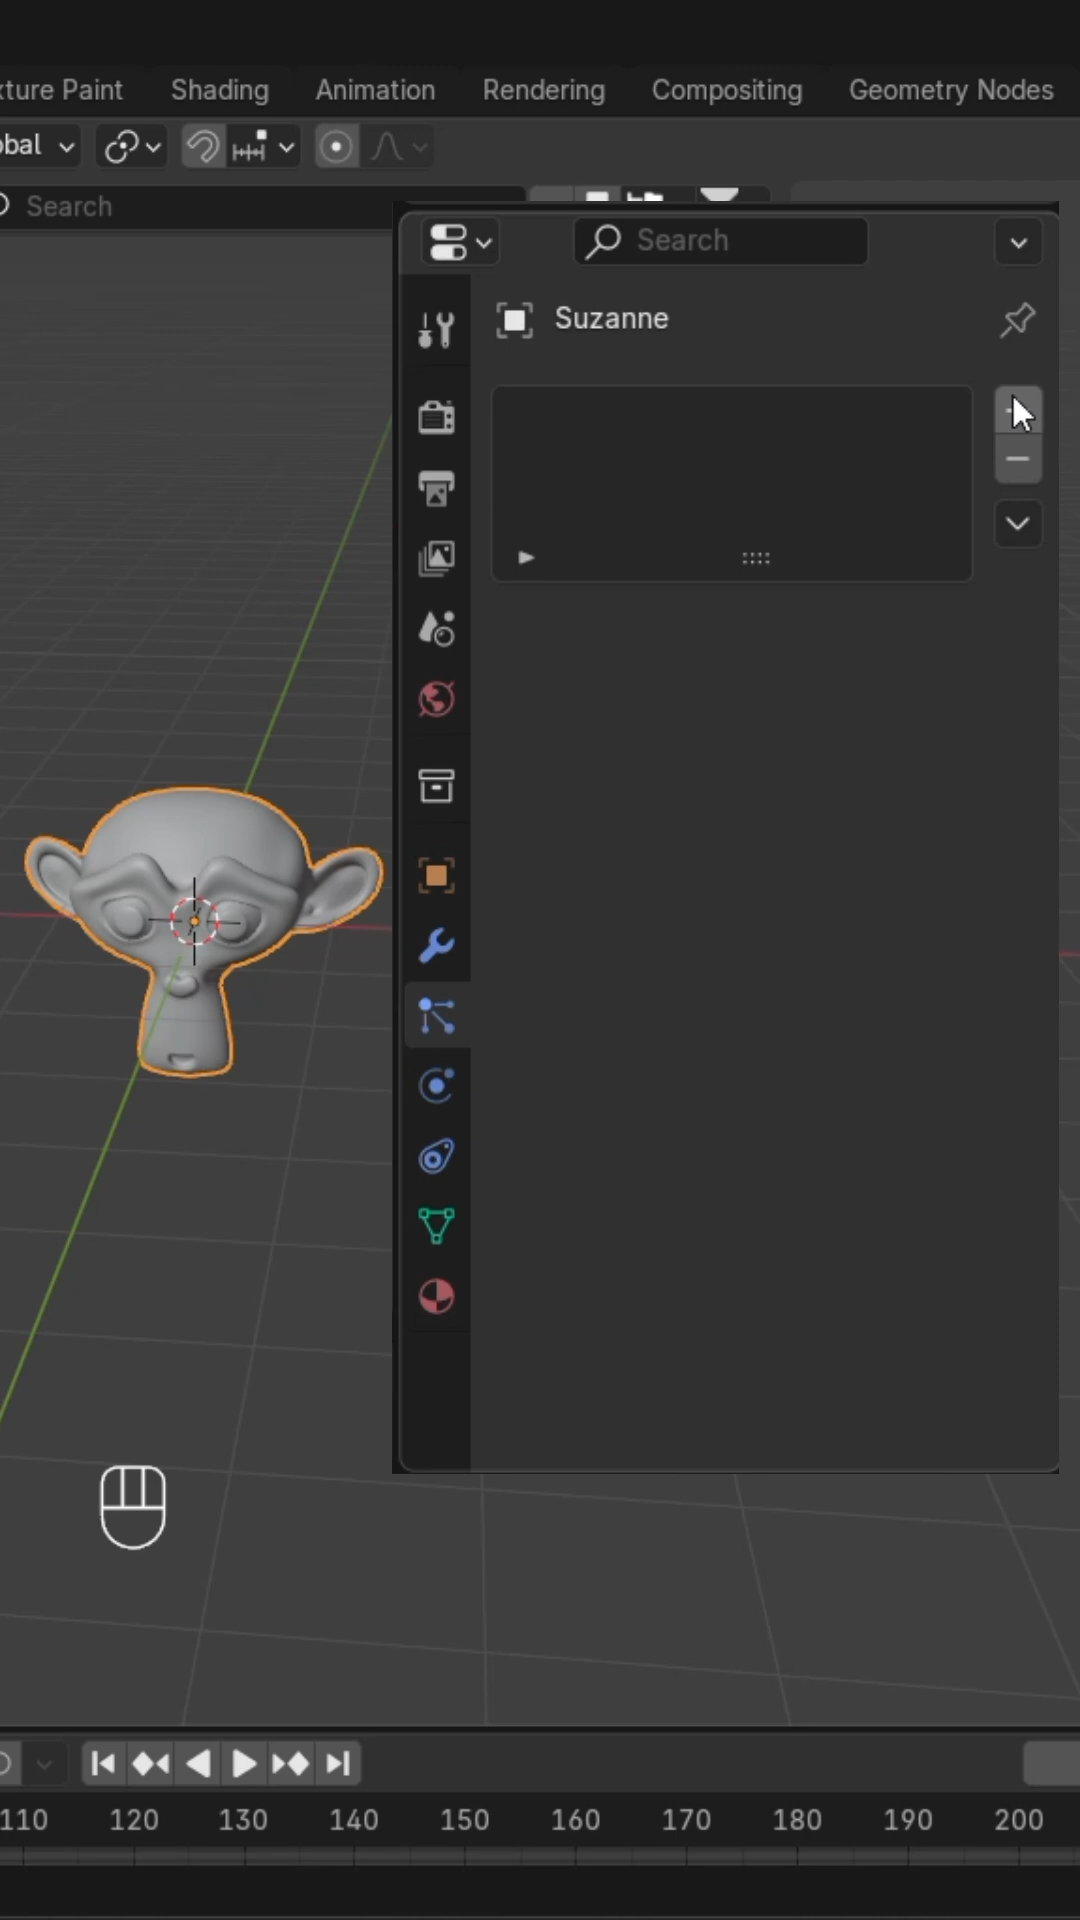 xture Paint Shading Animation Rendering Compositing Geometry Nodes
obal
Search
Search
Suzanne
110 120 130 140 150 160 170 180 190 200